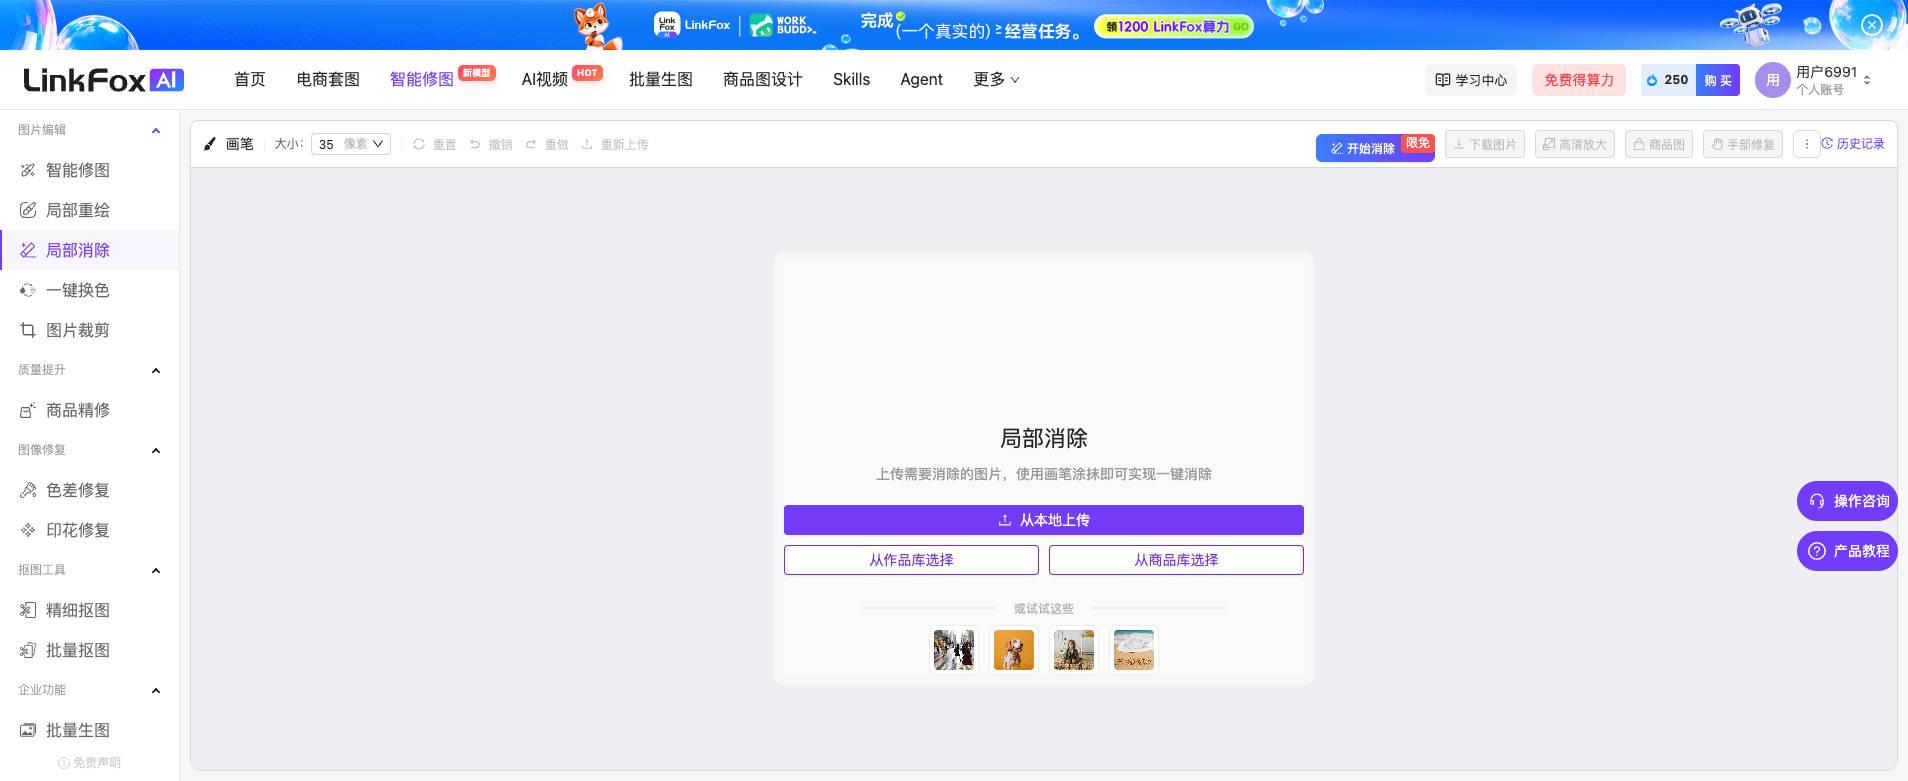 Link Fox AI LinkFox WORK BUDD 完成 (一个真实的) 经营任务。 领1200 LinkFox算力 GO
LinkFox AI 首页 电商套图 智能修图 新模型 AI视频 HOT 批量生图 商品图设计 Skills Agent 更多 学习中心 免费得算力 250 购买 用 用户6991
个人账号
图片编辑
智能修图
局部重绘
局部消除
一键换色
图片裁剪
质量提升
商品精修
图像修复
色差修复
印花修复
抠图工具
精细抠图
批量抠图
企业功能
批量生图
免责声明
画笔 大小: 35 像素 重置 撤销 重做 重新上传 开始消除 限免 下载图片 高清放大 商品图 手部修复 历史记录
局部消除
上传需要消除的图片，使用画笔涂抹即可实现一键消除
从本地上传
从作品库选择 从商品库选择
或试试这些
操作咨询
产品教程